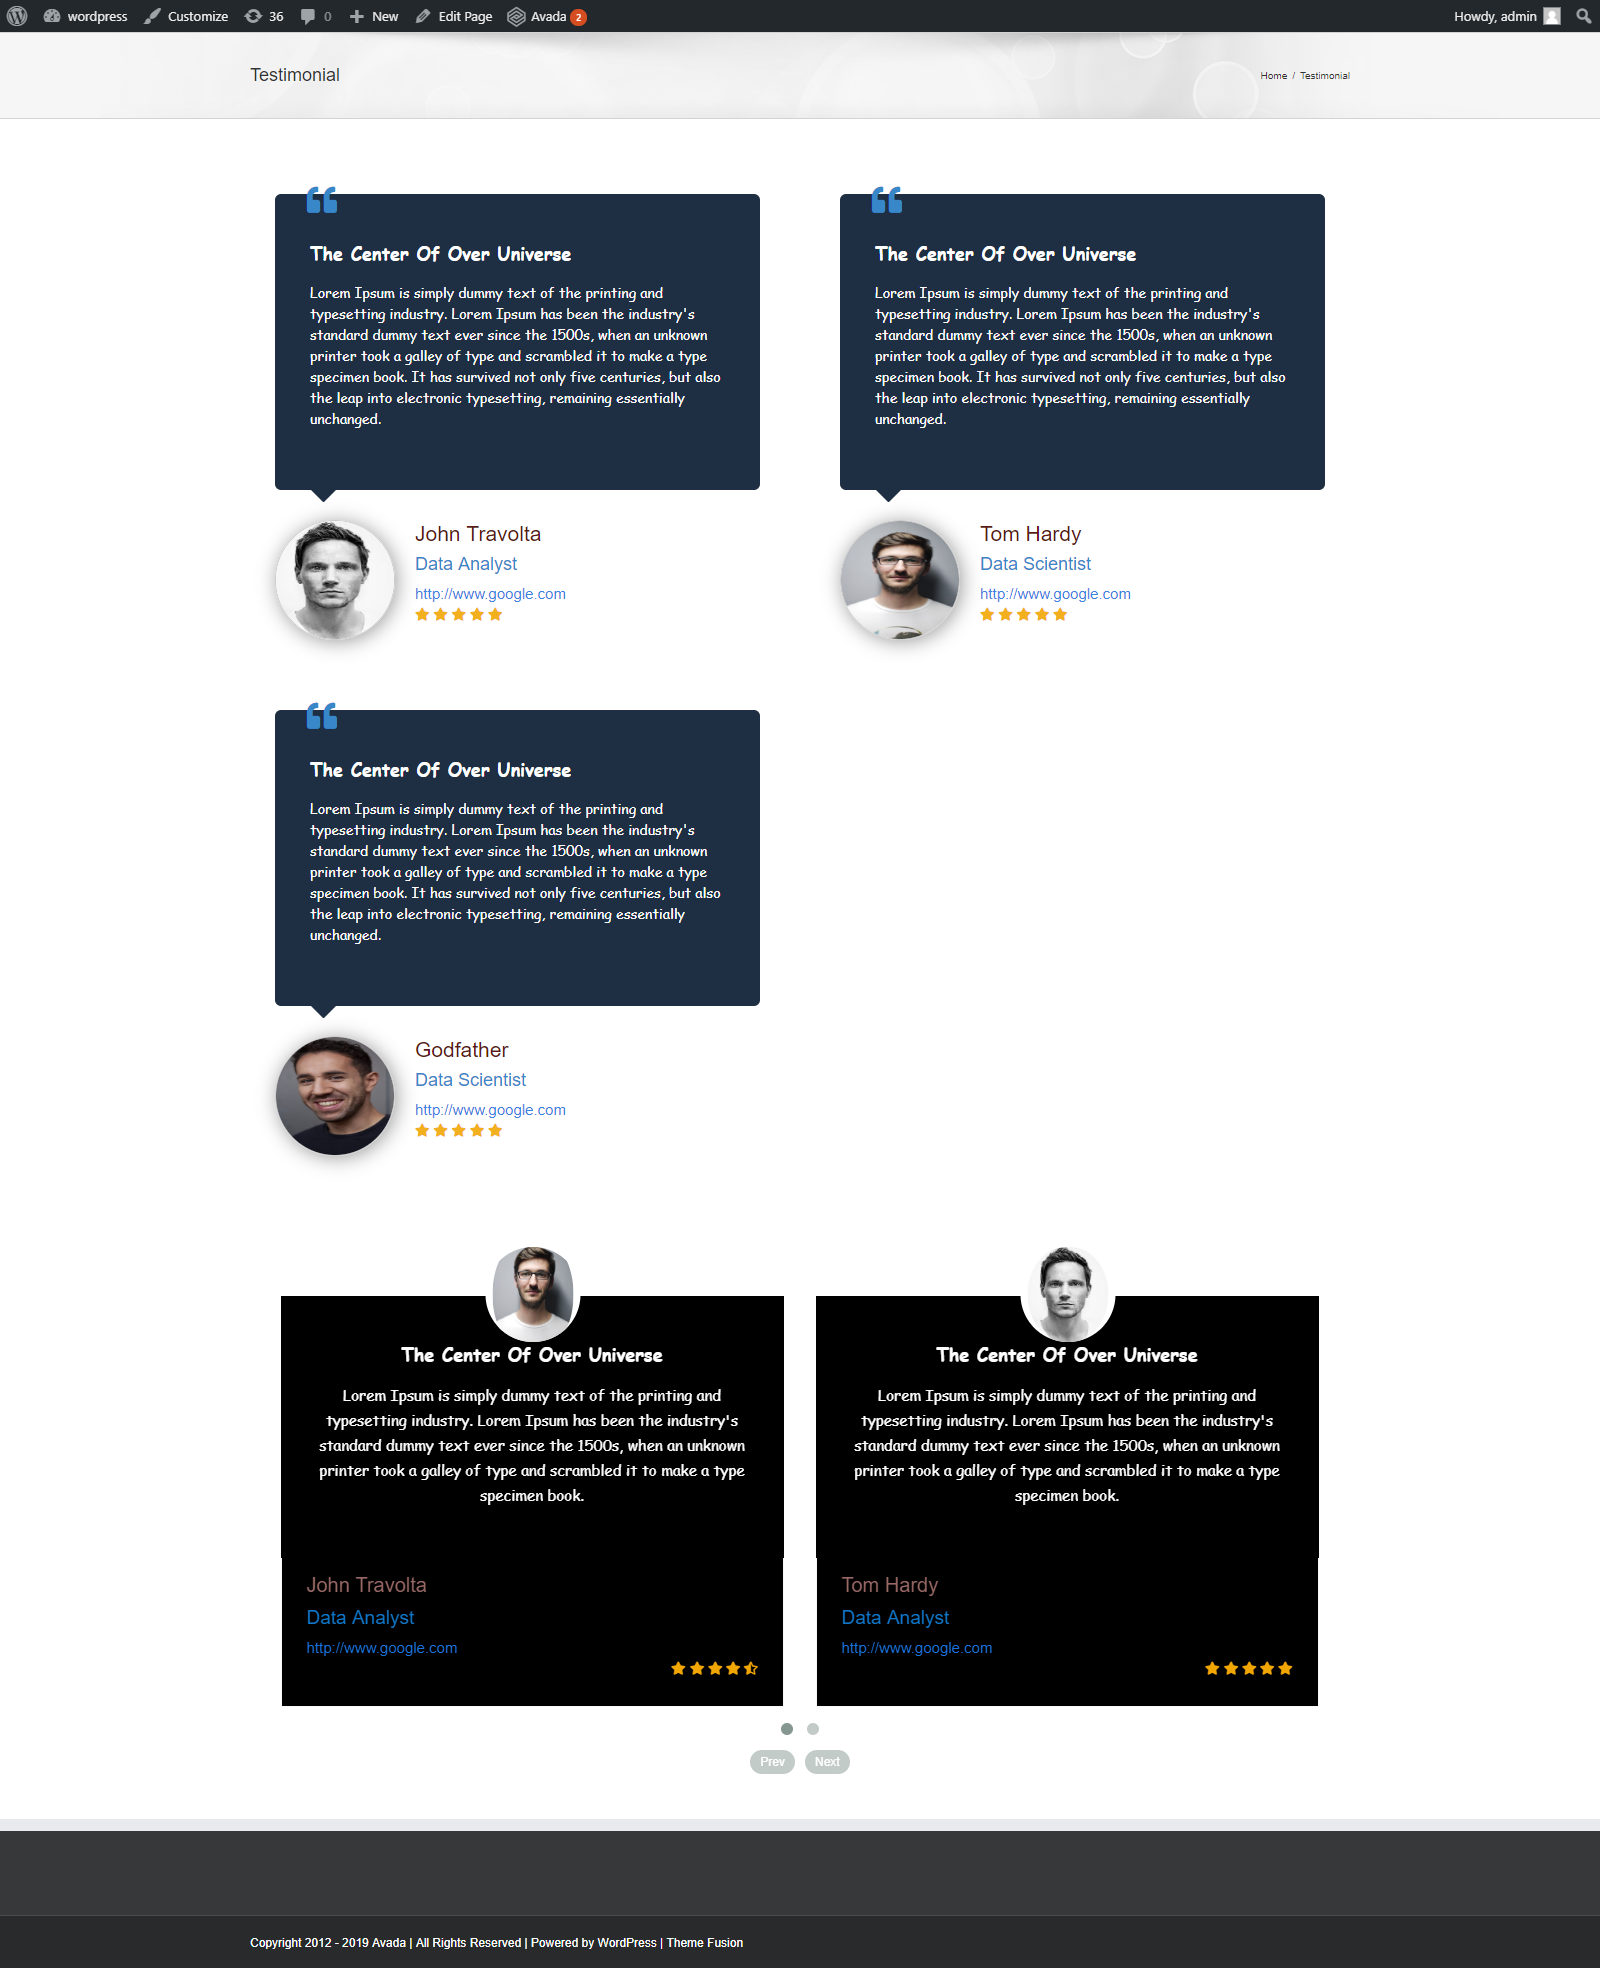 wordpress Customize 36 0 New Edit Page Avada 2 Howdy, admin
Testimonial
Home / Testimonial
The Center Of Over Universe
Lorem Ipsum is simply dummy text of the printing and
typesetting industry. Lorem Ipsum has been the industry's
standard dummy text ever since the 1500s, when an unknown
printer took a galley of type and scrambled it to make a type
specimen book. It has survived not only five centuries, but also
the leap into electronic typesetting, remaining essentially
unchanged.
John Travolta
Data Analyst
http://www.google.com
The Center Of Over Universe
Lorem Ipsum is simply dummy text of the printing and
typesetting industry. Lorem Ipsum has been the industry's
standard dummy text ever since the 1500s, when an unknown
printer took a galley of type and scrambled it to make a type
specimen book. It has survived not only five centuries, but also
the leap into electronic typesetting, remaining essentially
unchanged.
Tom Hardy
Data Scientist
http://www.google.com
The Center Of Over Universe
Lorem Ipsum is simply dummy text of the printing and
typesetting industry. Lorem Ipsum has been the industry's
standard dummy text ever since the 1500s, when an unknown
printer took a galley of type and scrambled it to make a type
specimen book. It has survived not only five centuries, but also
the leap into electronic typesetting, remaining essentially
unchanged.
Godfather
Data Scientist
http://www.google.com
The Center Of Over Universe
Lorem Ipsum is simply dummy text of the printing and
typesetting industry. Lorem Ipsum has been the industry's
standard dummy text ever since the 1500s, when an unknown
printer took a galley of type and scrambled it to make a type
specimen book.
John Travolta
Data Analyst
http://www.google.com
The Center Of Over Universe
Lorem Ipsum is simply dummy text of the printing and
typesetting industry. Lorem Ipsum has been the industry's
standard dummy text ever since the 1500s, when an unknown
printer took a galley of type and scrambled it to make a type
specimen book.
Tom Hardy
Data Analyst
http://www.google.com
Prev Next
Copyright 2012 - 2019 Avada | All Rights Reserved | Powered by WordPress | Theme Fusion